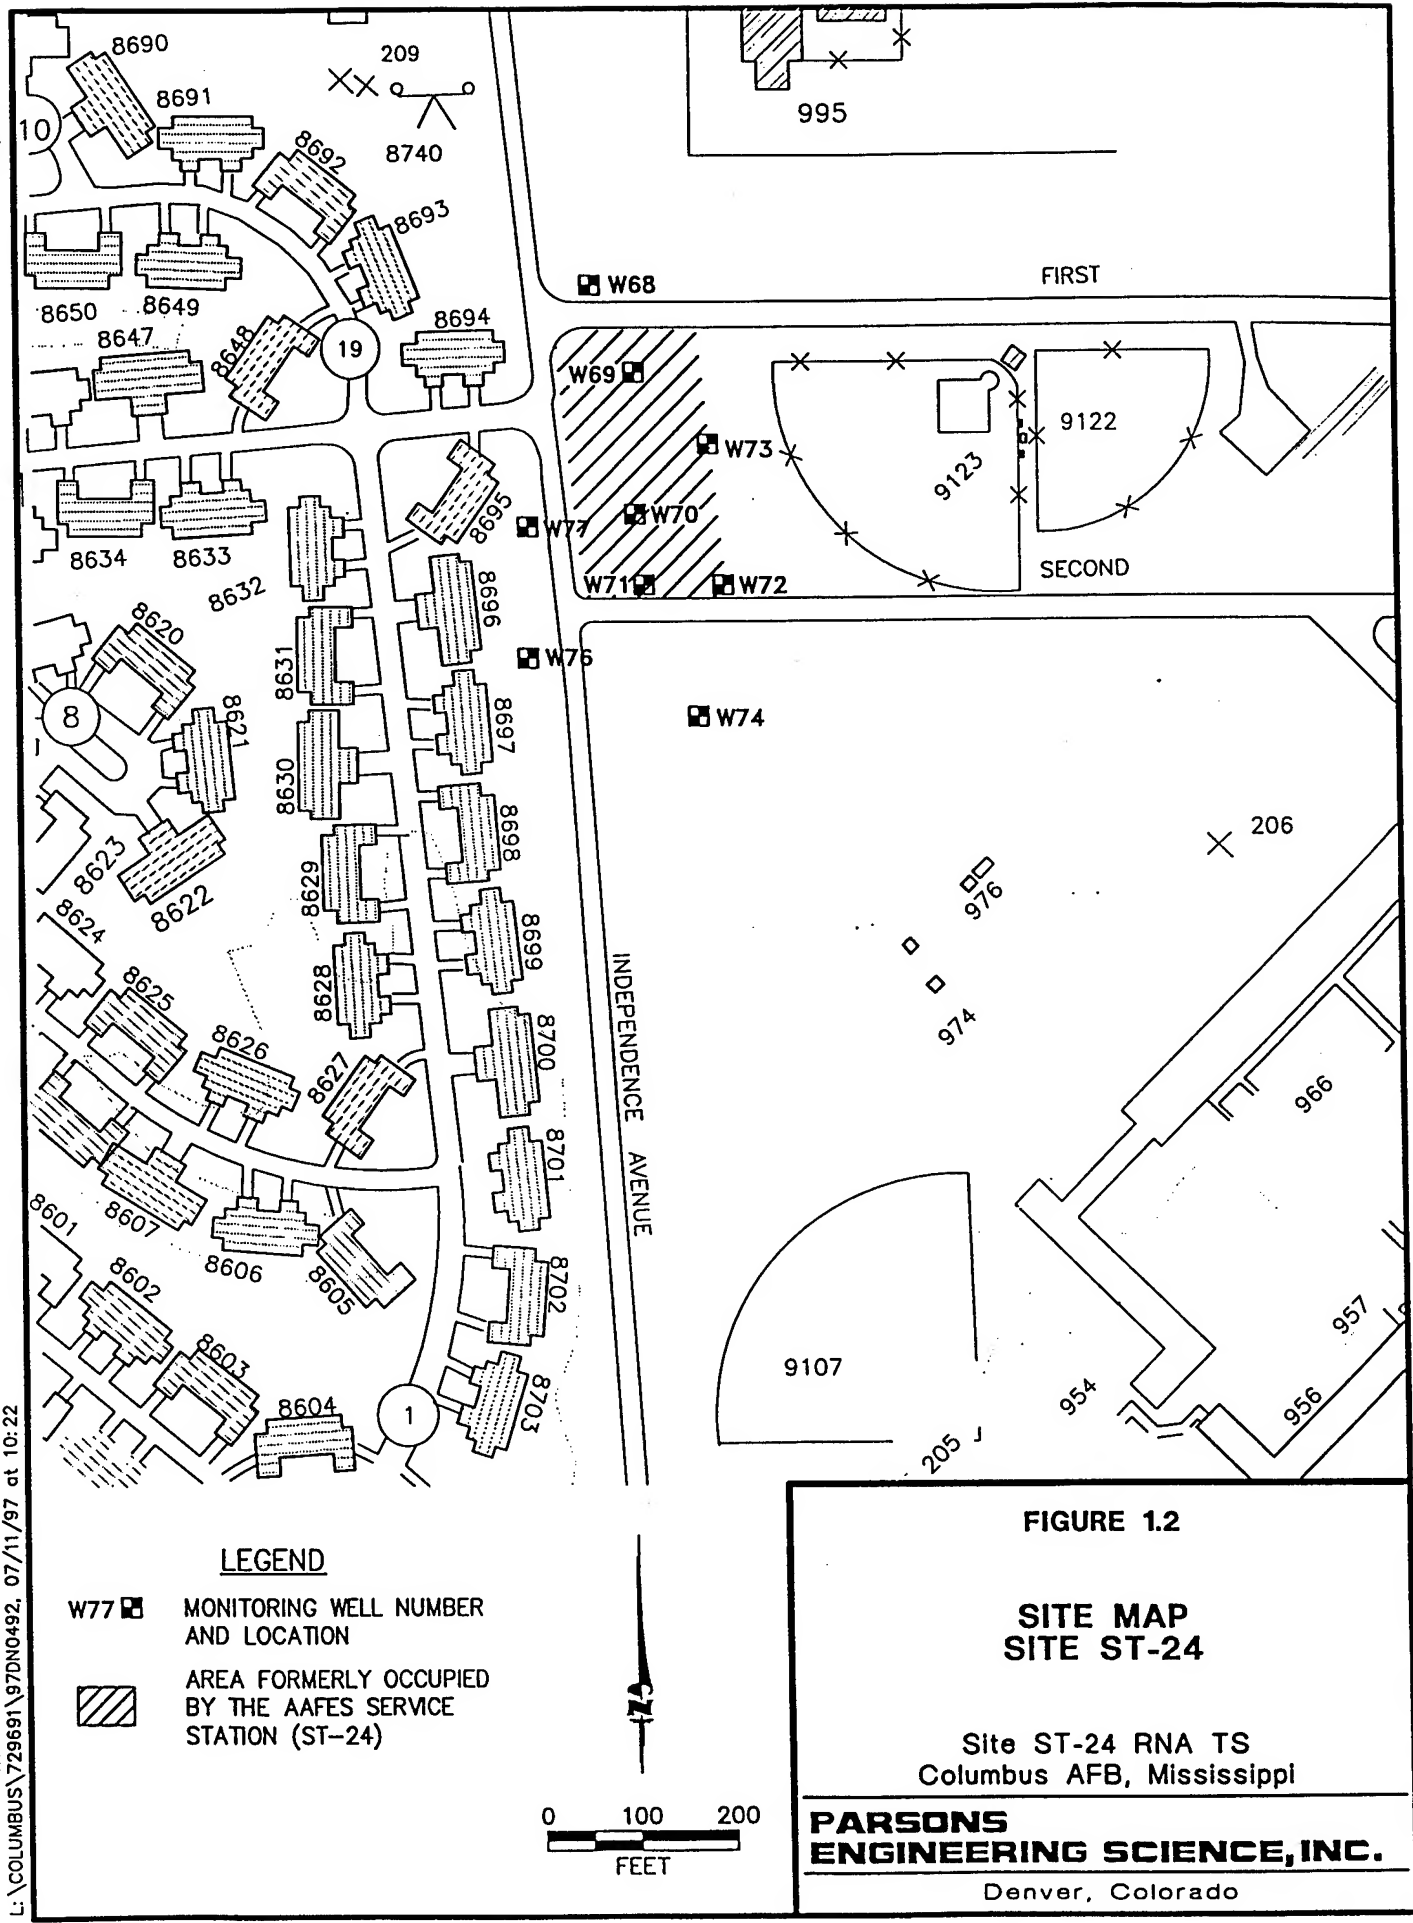 8690
209
8691
10
995
8692
8740
8693
FIRST
W68
8650
8649
8694
8647
8648
19
W69
9122
W73
9123
8695
W70
W77
8634
8633
8632
SECOND
W71
W72
8696
8620
8631
W76
8697
W74
8
8621
8630
206
8698
8623
8629
976
8622
8624
8699
INDEPENDENCE AVENUE
8628
8625
974
8700
8626
8627
966
8701
8601
8607
8606
8605
8602
8702
957
8603
9107
954
8703
956
8604
1
205
FIGURE 1.2
SITE MAP
SITE ST-24
Site ST-24 RNA TS
Columbus AFB, Mississippi
PARSONS
ENGINEERING SCIENCE, INC.
Denver, Colorado
LEGEND
W77
MONITORING WELL NUMBER
AND LOCATION
AREA FORMERLY OCCUPIED
BY THE AAFES SERVICE
STATION (ST-24)
N
0 100 200
FEET
L:\COLUMBUS\729691\97DN0492, 07/11/97 at 10:22